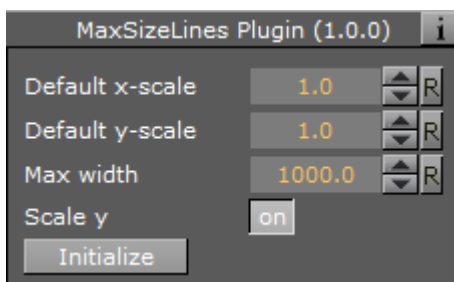 MaxSizeLines Plugin (1.0.0) i
Default x-scale 1.0 R
Default y-scale 1.0 R
Max width 1000.0 R
Scale y on
Initialize